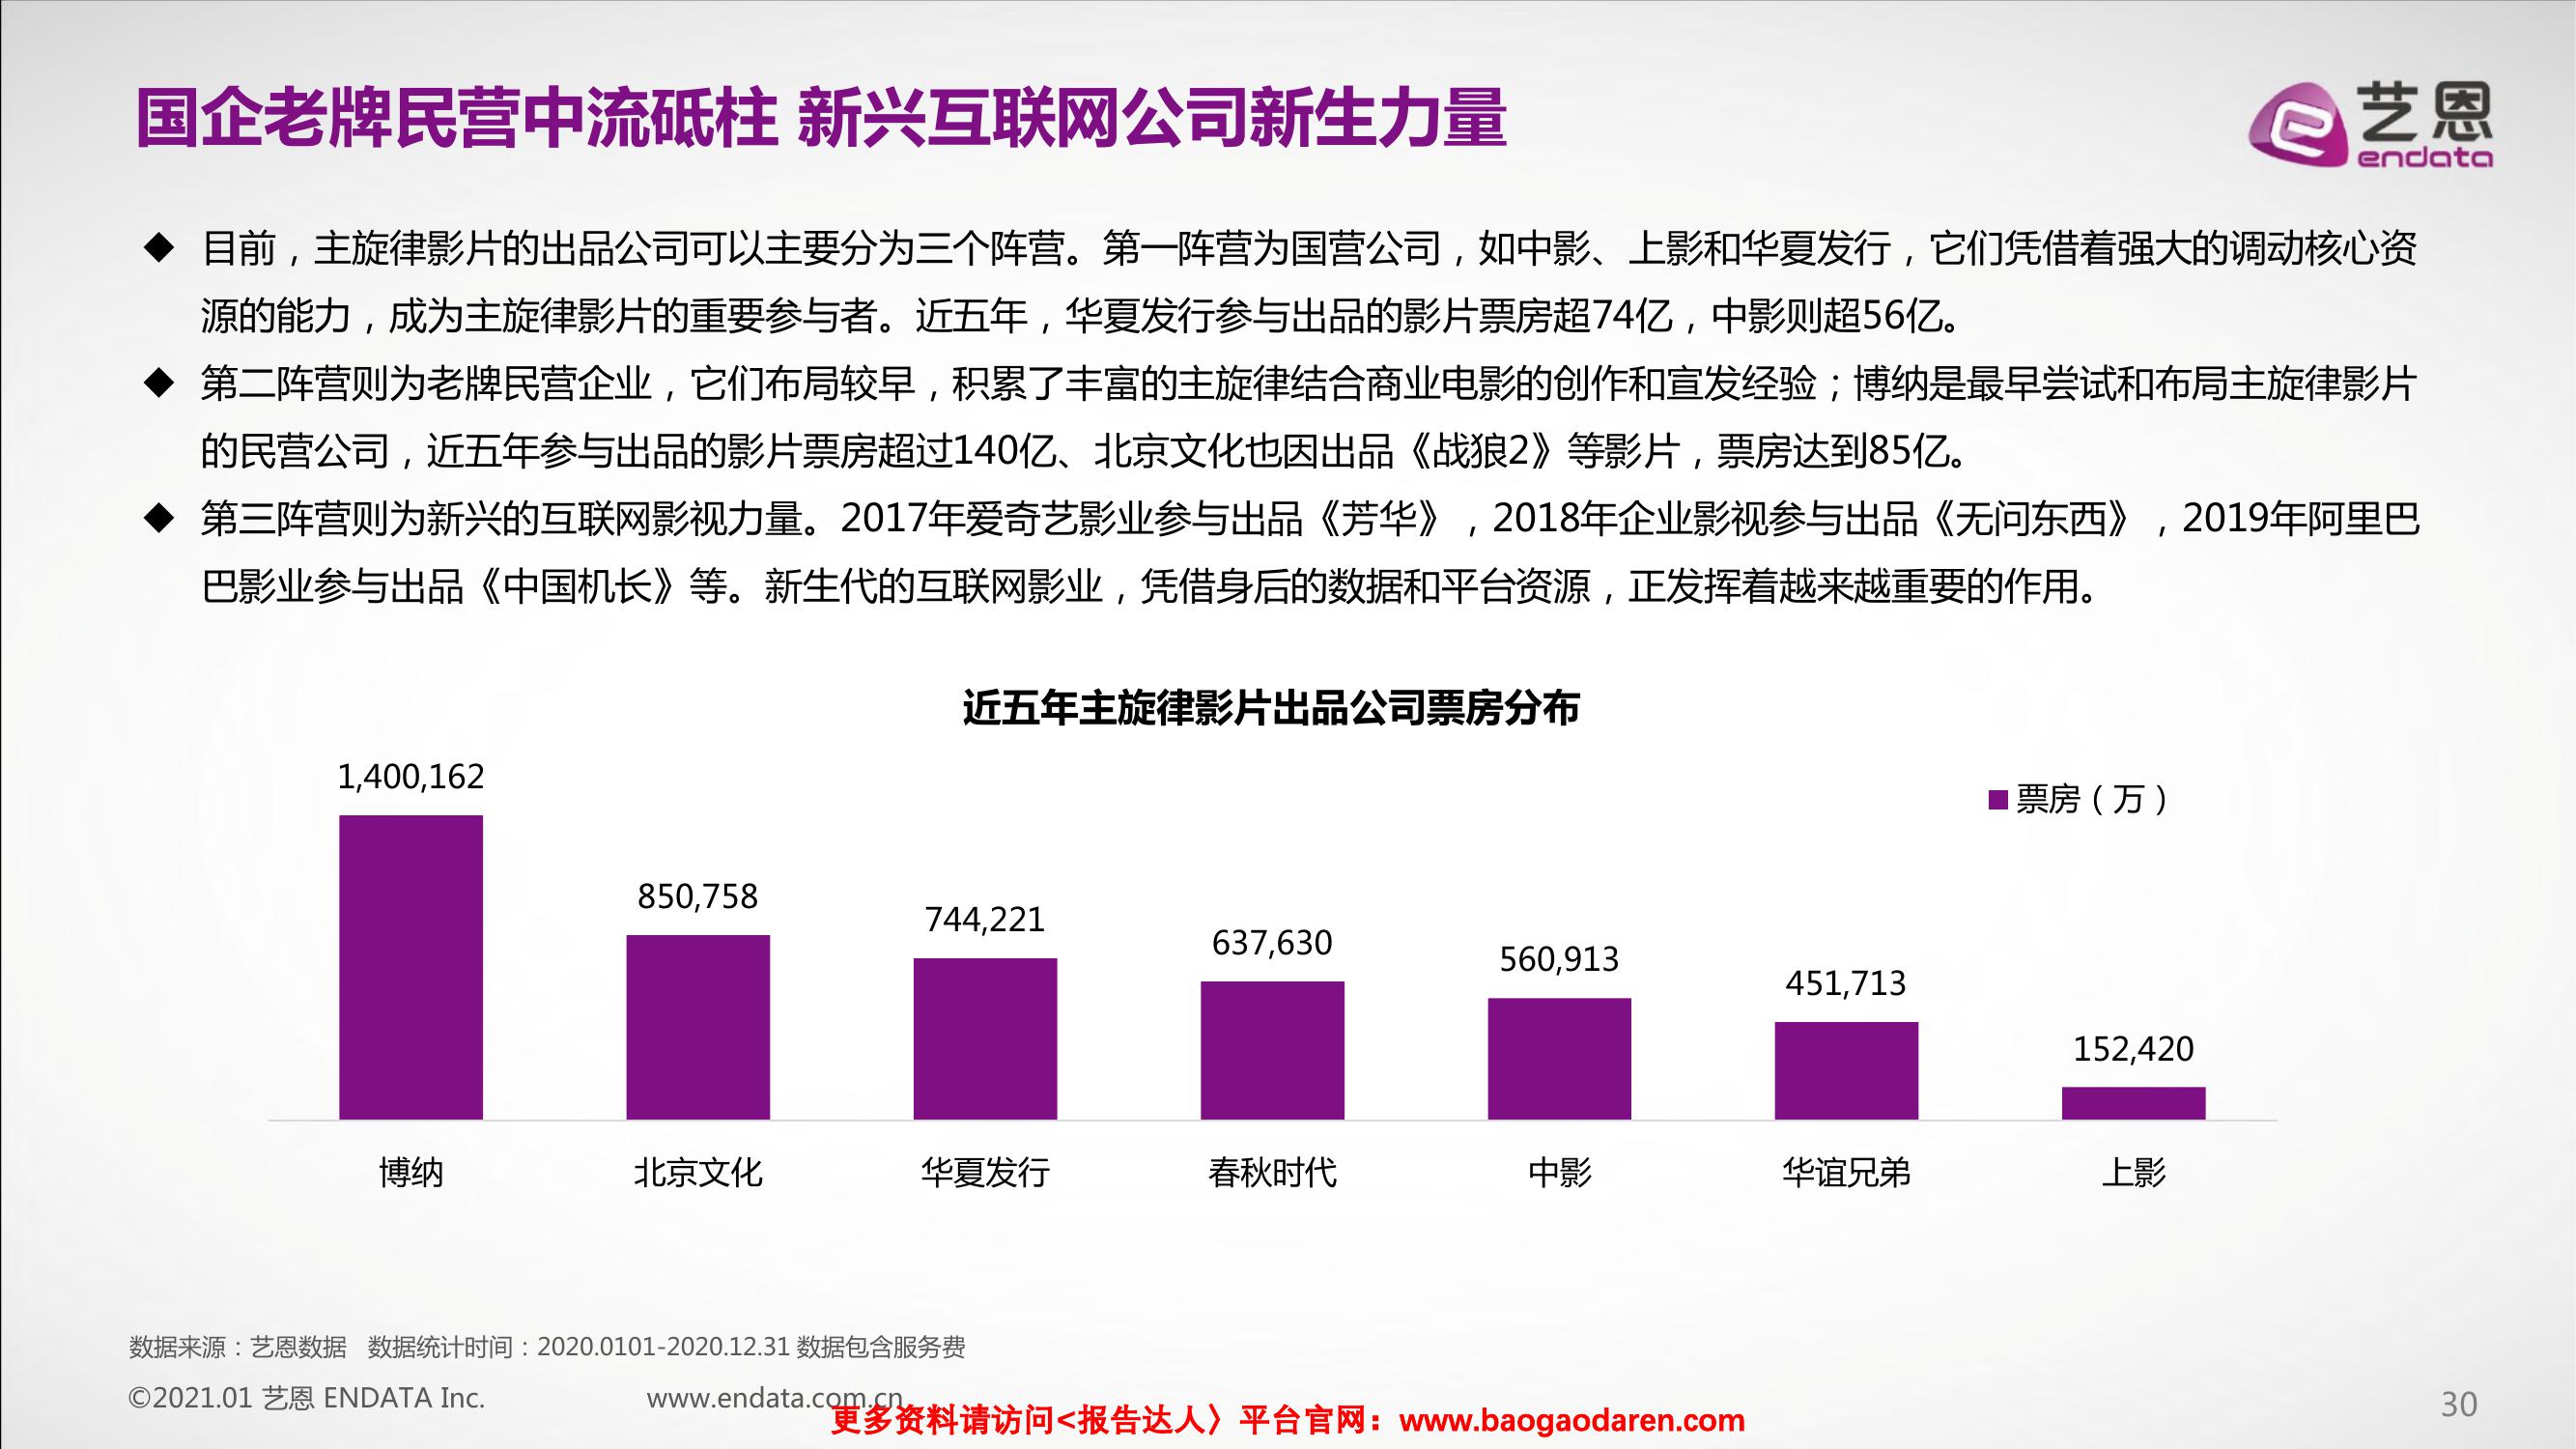 国企老牌民营中流砥柱 新兴互联网公司新生力量
艺恩
endata
◆ 目前，主旋律影片的出品公司可以主要分为三个阵营。第一阵营为国营公司，如中影、上影和华夏发行，它们凭借着强大的调动核心资
源的能力，成为主旋律影片的重要参与者。近五年，华夏发行参与出品的影片票房超74亿，中影则超56亿。
◆ 第二阵营则为老牌民营企业，它们布局较早，积累了丰富的主旋律结合商业电影的创作和宣发经验；博纳是最早尝试和布局主旋律影片
的民营公司，近五年参与出品的影片票房超过140亿、北京文化也因出品《战狼2》等影片，票房达到85亿。
◆ 第三阵营则为新兴的互联网影视力量。2017年爱奇艺影业参与出品《芳华》，2018年企业影视参与出品《无问东西》，2019年阿里巴
巴影业参与出品《中国机长》等。新生代的互联网影业，凭借身后的数据和平台资源，正发挥着越来越重要的作用。
近五年主旋律影片出品公司票房分布
票房（万）
1,400,162
850,758
744,221
637,630
560,913
451,713
152,420
博纳 北京文化 华夏发行 春秋时代 中影 华谊兄弟 上影
数据来源：艺恩数据 数据统计时间：2020.0101-2020.12.31 数据包含服务费
©2021.01 艺恩 ENDATA Inc. www.endata.com.cn
更多资料请访问<报告达人〉平台官网：www.baogaodaren.com
30